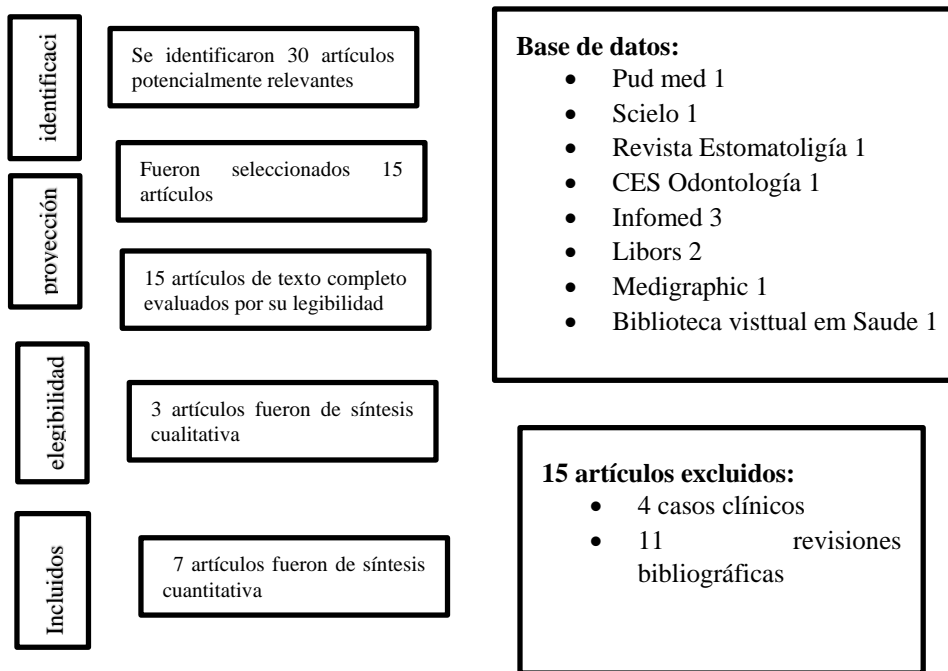 identificaci
Se identificaron 30 artículos
potencialmente relevantes
Fueron seleccionados 15
artículos
proyección
15 artículos de texto completo
evaluados por su legibilidad
elegibilidad
3 artículos fueron de síntesis
cualitativa
Incluidos
7 artículos fueron de síntesis
cuantitativa
Base de datos:
• Pud med 1
• Scielo 1
• Revista Estomatoligía 1
• CES Odontología 1
• Infomed 3
• Libors 2
• Medigraphic 1
• Biblioteca visttual em Saude 1
15 artículos excluidos:
• 4 casos clínicos
• 11 revisiones
bibliográficas